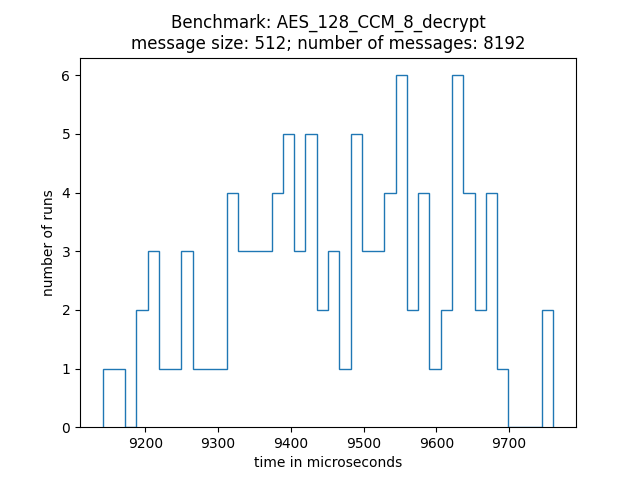 Benchmark: AES_128_CCM_8_decrypt
message size: 512; number of messages: 8192
6
5
4
3
2
1
0
number of runs
9200 9300 9400 9500 9600 9700
time in microseconds